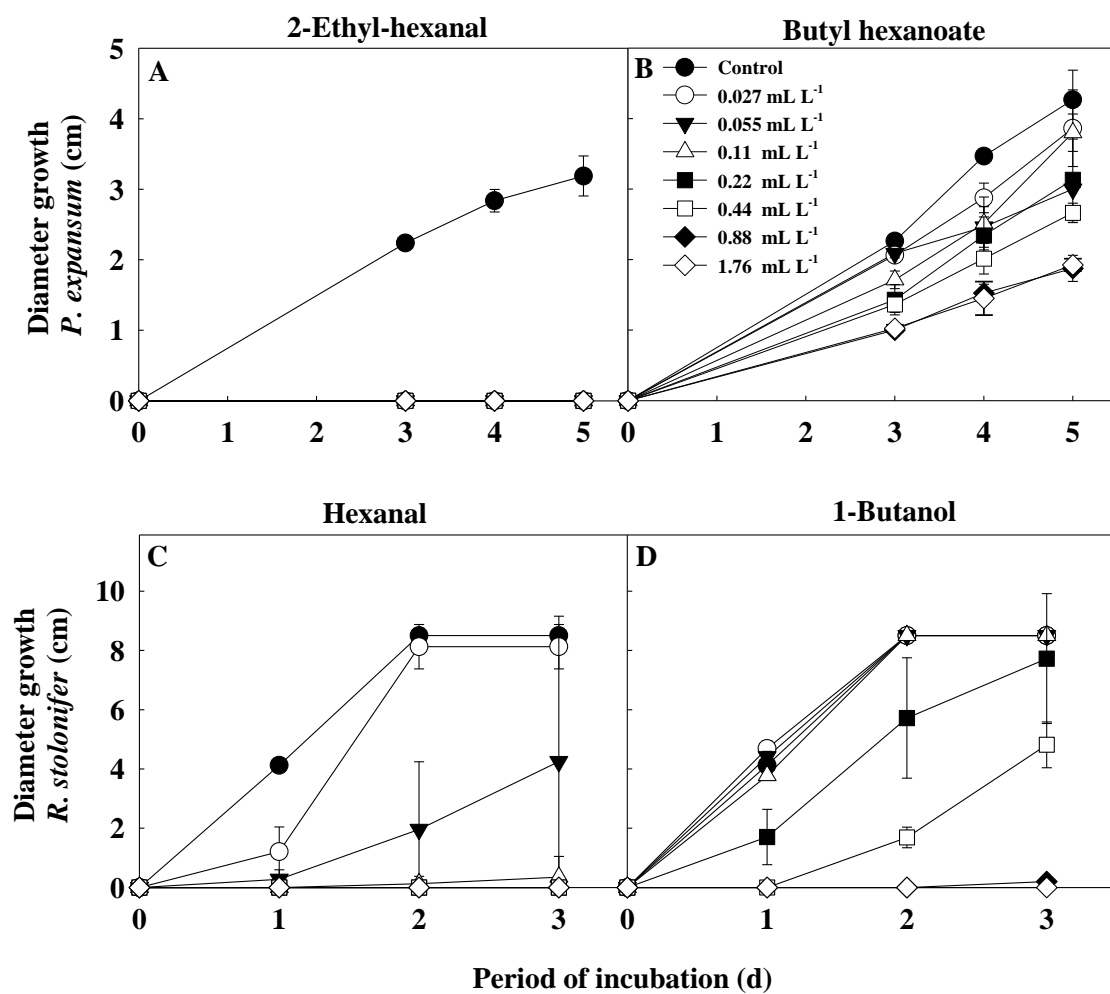 2-Ethyl-hexanal
Butyl hexanoate
A
B
5
4
3
2
1
0
Diameter growth
P. expansum (cm)
Control
0.027 mL L⁻¹
0.055 mL L⁻¹
0.11 mL L⁻¹
0.22 mL L⁻¹
0.44 mL L⁻¹
0.88 mL L⁻¹
1.76 mL L⁻¹
0 1 2 3 4 5
0 1 2 3 4 5
Hexanal
1-Butanol
C
D
10
8
6
4
2
0
Diameter growth
R. stolonifer (cm)
0 1 2 3
0 1 2 3
Period of incubation (d)